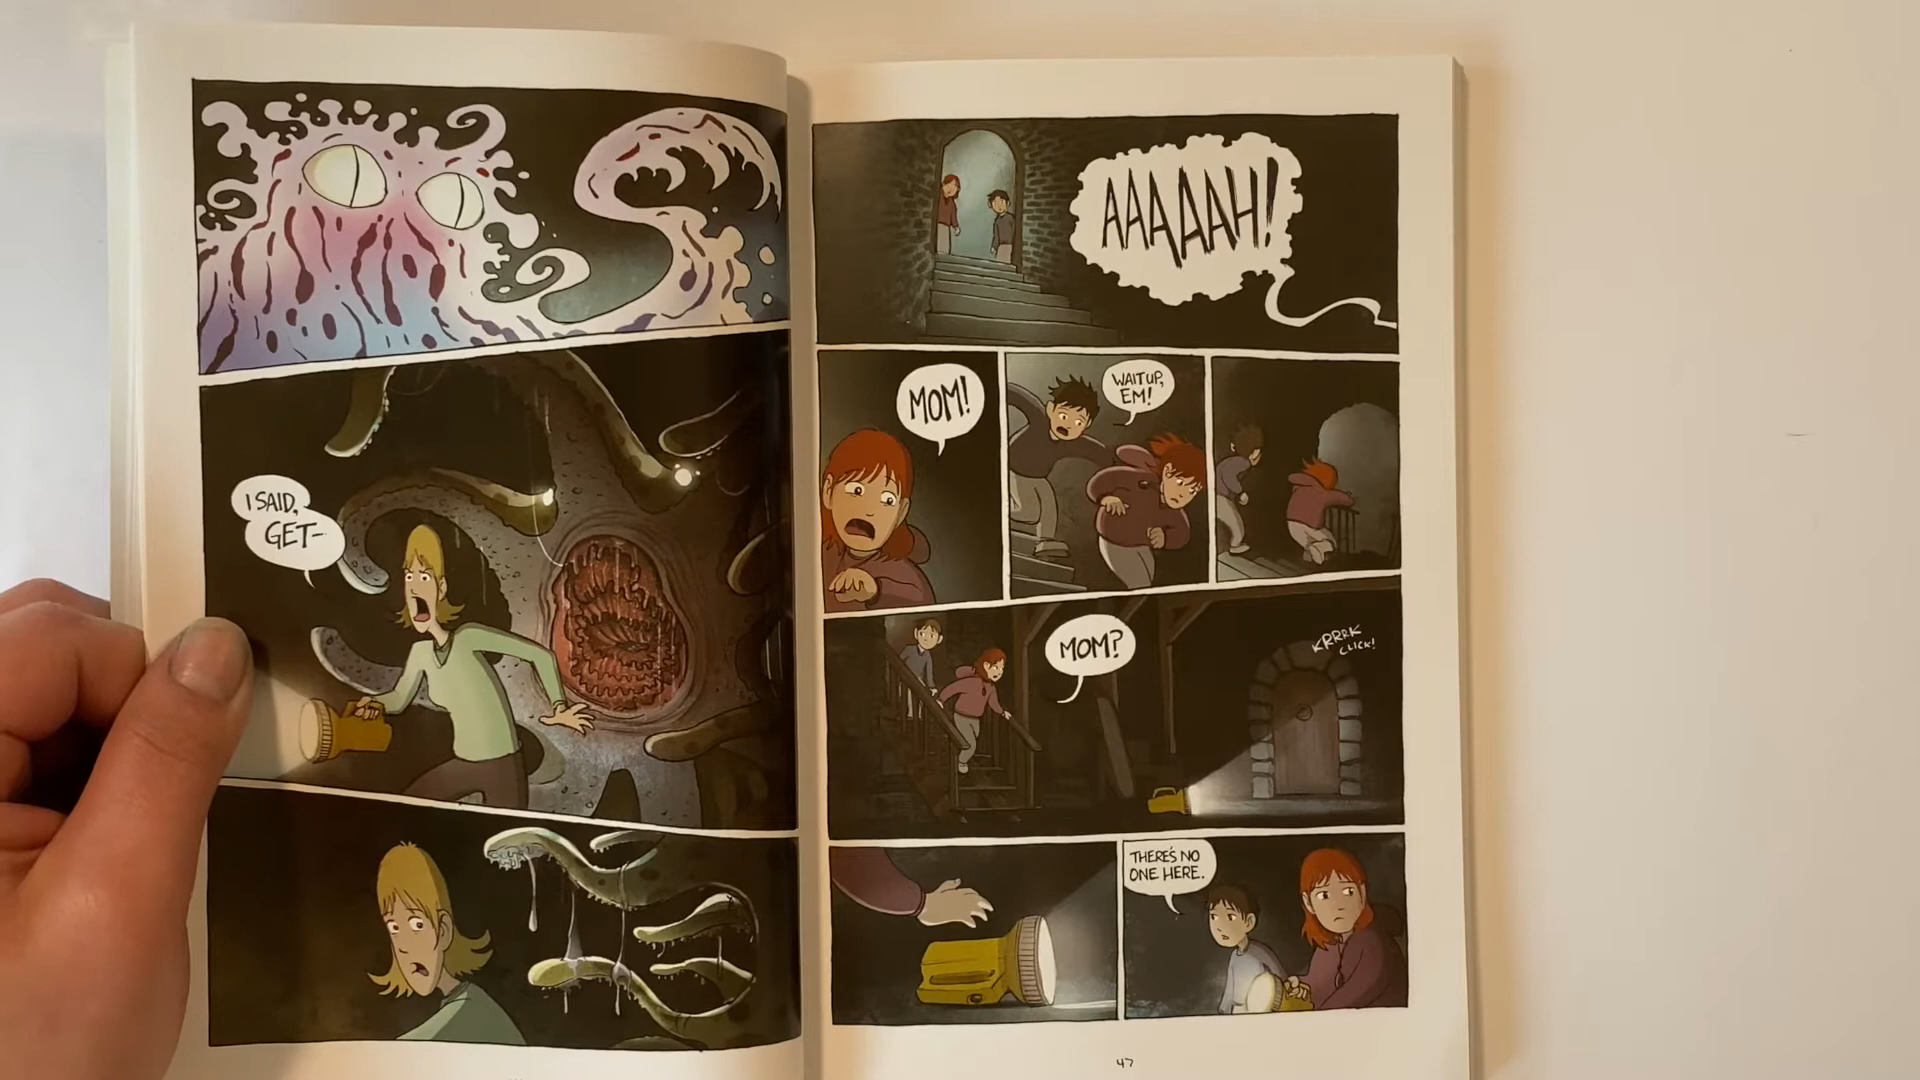 I SAID,
GET–
AAAAAH!
MOM!
WAIT UP,
EM!
MOM?
KRRRK
CLICK!
THERE'S NO
ONE HERE.
47